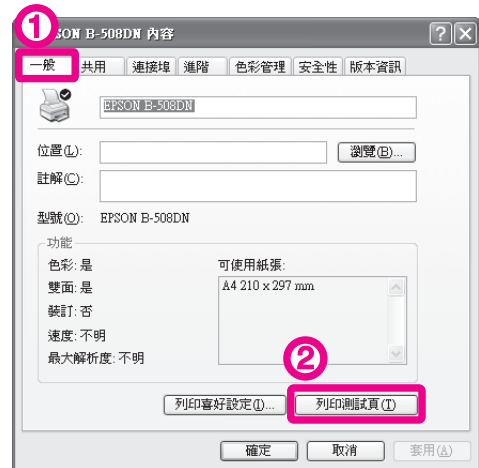 1
SON B-508DN 內容
一般 共用 連接埠 進階 色彩管理 安全性 版本資訊
EPSON B-508DN
位置(L): 瀏覽(B)...
註解(C):
型號(O): EPSON B-508DN
功能
色彩: 是 可使用紙張:
雙面: 是 A4 210 x 297 mm
裝訂: 否
速度: 不明
最大解析度: 不明
2
列印喜好設定(I)... 列印測試頁(T)
確定 取消 套用(A)